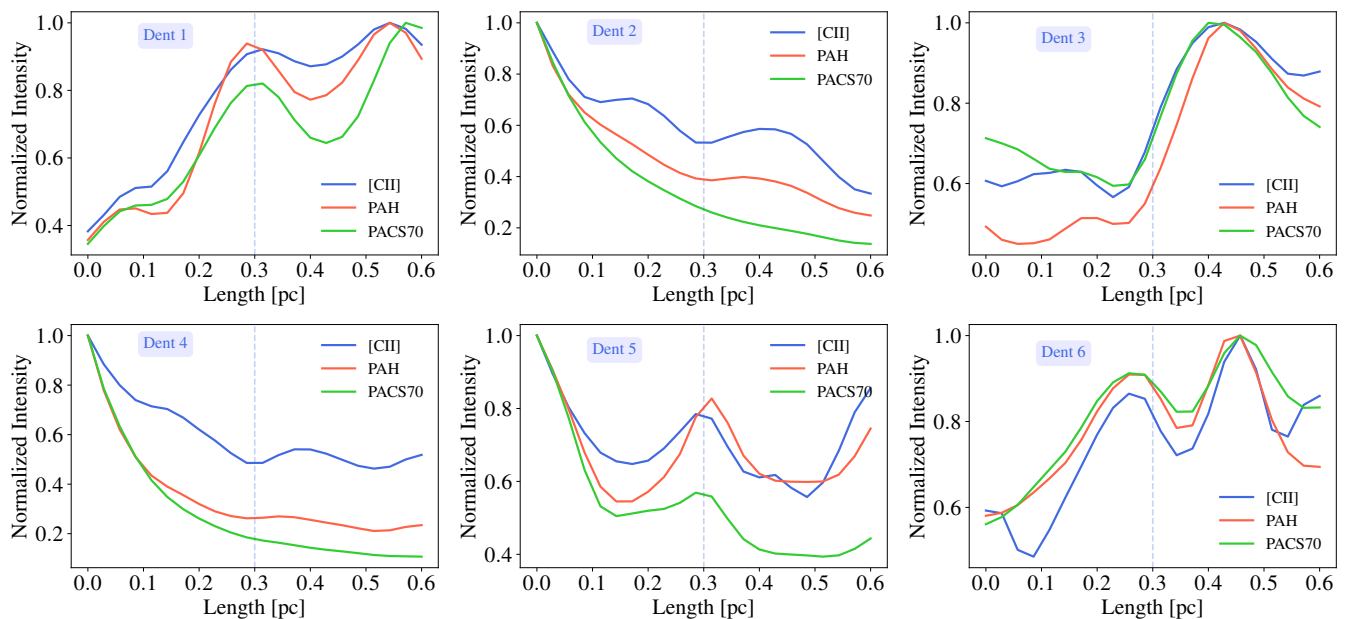 Dent 1
[CII]
PAH
PACS70
Normalized Intensity
1.0
0.8
0.6
0.4
0.0 0.1 0.2 0.3 0.4 0.5 0.6
Length [pc]
Dent 2
[CII]
PAH
PACS70
Normalized Intensity
1.0
0.8
0.6
0.4
0.2
0.0 0.1 0.2 0.3 0.4 0.5 0.6
Length [pc]
Dent 3
[CII]
PAH
PACS70
Normalized Intensity
1.0
0.8
0.6
0.0 0.1 0.2 0.3 0.4 0.5 0.6
Length [pc]
Dent 4
[CII]
PAH
PACS70
Normalized Intensity
1.0
0.8
0.6
0.4
0.2
0.0 0.1 0.2 0.3 0.4 0.5 0.6
Length [pc]
Dent 5
[CII]
PAH
PACS70
Normalized Intensity
1.0
0.8
0.6
0.4
0.0 0.1 0.2 0.3 0.4 0.5 0.6
Length [pc]
Dent 6
[CII]
PAH
PACS70
Normalized Intensity
1.0
0.8
0.6
0.0 0.1 0.2 0.3 0.4 0.5 0.6
Length [pc]